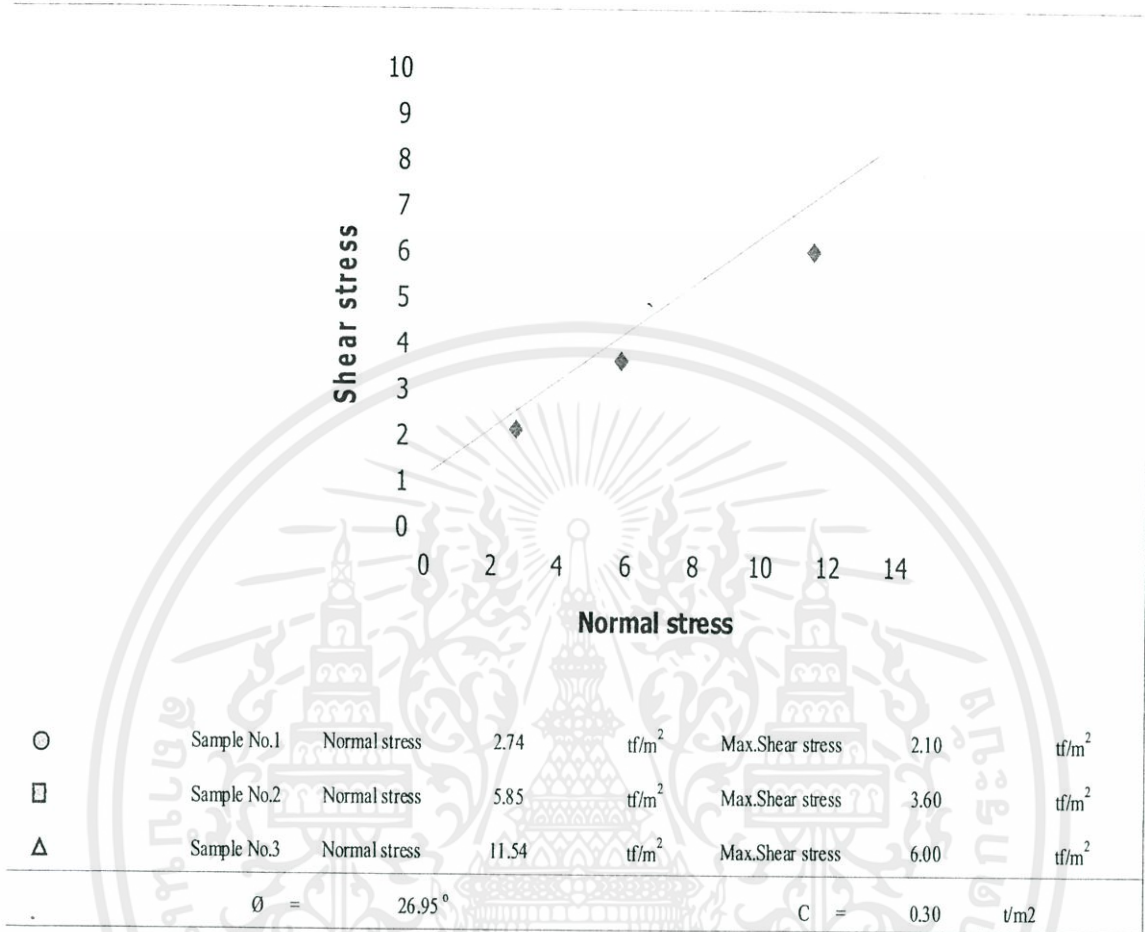 10
9
8
7
6
5
4
3
2
1
0
Shear stress
0 2 4 6 8 10 12 14
Normal stress
Sample No.1 Normal stress 2.74 tf/m² Max.Shear stress 2.10 tf/m²
Sample No.2 Normal stress 5.85 tf/m² Max.Shear stress 3.60 tf/m²
Sample No.3 Normal stress 11.54 tf/m² Max.Shear stress 6.00 tf/m²
Ø = 26.95° C = 0.30 t/m2